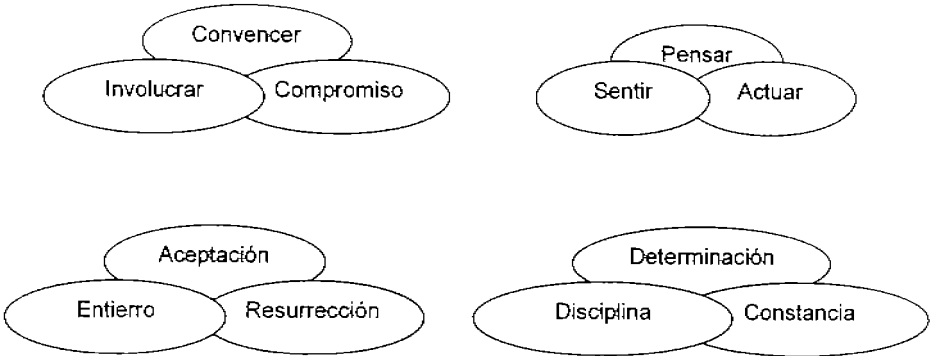 Convencer
Involucrar
Compromiso
Pensar
Sentir
Actuar
Aceptación
Entierro
Resurrección
Determinación
Disciplina
Constancia